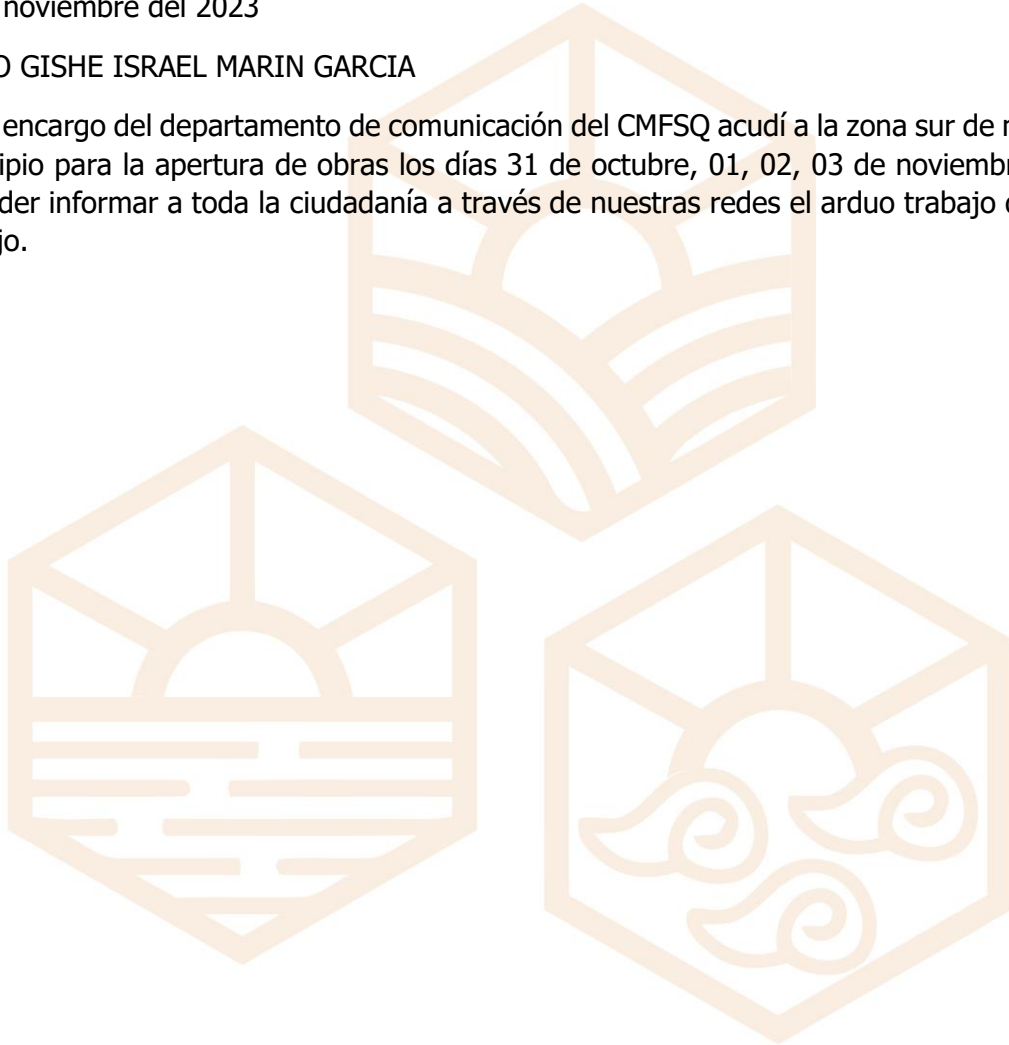 noviembre del 2023
O GISHE ISRAEL MARIN GARCIA
encargo del departamento de comunicación del CMFSQ acudí a la zona sur de
ipio para la apertura de obras los días 31 de octubre, 01, 02, 03 de noviembr
der informar a toda la ciudadanía a través de nuestras redes el arduo trabajo
jo.